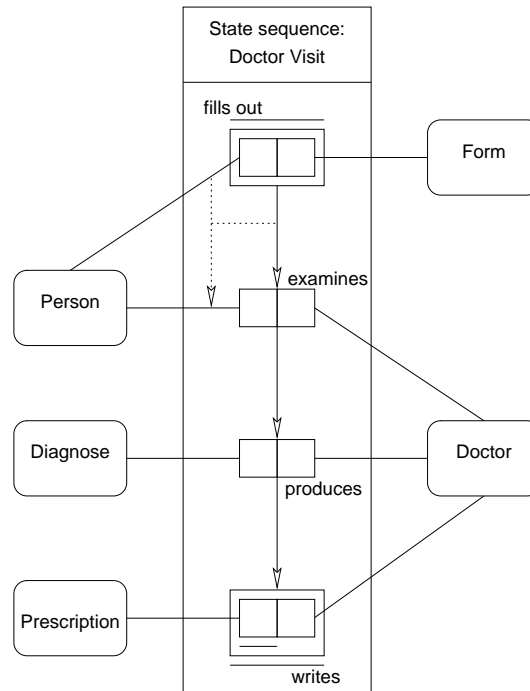 State sequence:
Doctor Visit
fills out
Form
examines
Person
Diagnose
Doctor
produces
Prescription
writes